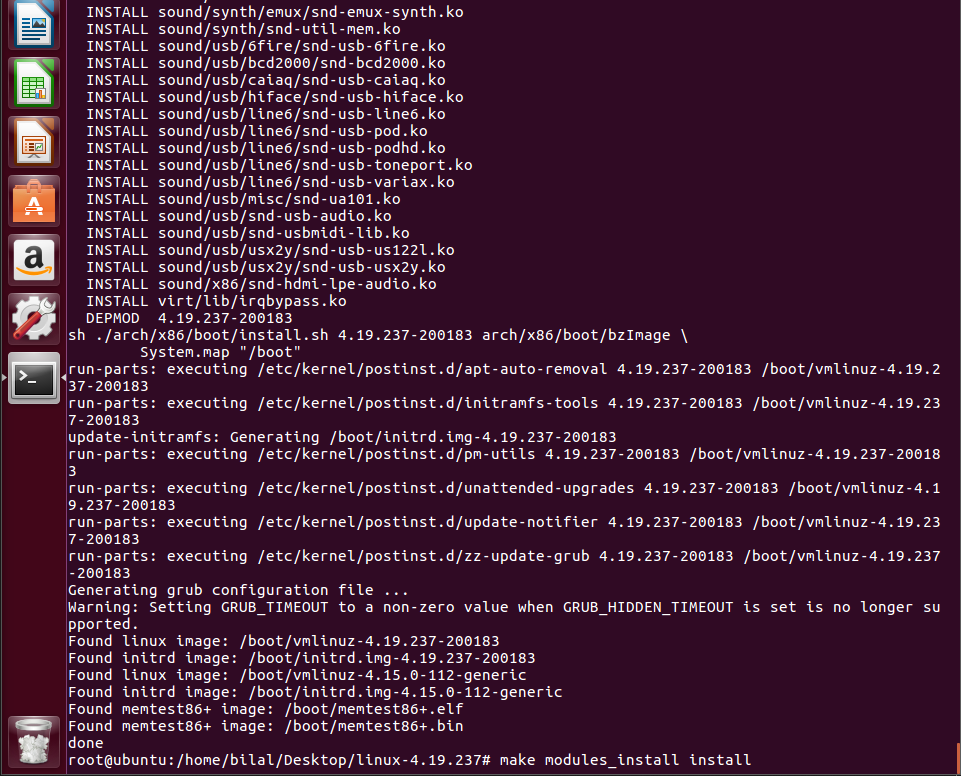 INSTALL sound/synth/emux/snd-emux-synth.ko
INSTALL sound/synth/snd-util-mem.ko
INSTALL sound/usb/6fire/snd-usb-6fire.ko
INSTALL sound/usb/bcd2000/snd-bcd2000.ko
INSTALL sound/usb/caiaq/snd-usb-caiaq.ko
INSTALL sound/usb/hiface/snd-usb-hiface.ko
INSTALL sound/usb/line6/snd-usb-line6.ko
INSTALL sound/usb/line6/snd-usb-pod.ko
INSTALL sound/usb/line6/snd-usb-podhd.ko
INSTALL sound/usb/line6/snd-usb-toneport.ko
INSTALL sound/usb/line6/snd-usb-variax.ko
INSTALL sound/usb/misc/snd-ua101.ko
INSTALL sound/usb/snd-usb-audio.ko
INSTALL sound/usb/snd-usbmidi-lib.ko
INSTALL sound/usb/usx2y/snd-usb-us122l.ko
INSTALL sound/usb/usx2y/snd-usb-usx2y.ko
INSTALL sound/x86/snd-hdmi-lpe-audio.ko
INSTALL virt/lib/irqbypass.ko
DEPMOD  4.19.237-200183
sh ./arch/x86/boot/install.sh 4.19.237-200183 arch/x86/boot/bzImage \
System.map "/boot"
run-parts: executing /etc/kernel/postinst.d/apt-auto-removal 4.19.237-200183 /boot/vmlinuz-4.19.2
37-200183
run-parts: executing /etc/kernel/postinst.d/initramfs-tools 4.19.237-200183 /boot/vmlinuz-4.19.23
7-200183
update-initramfs: Generating /boot/initrd.img-4.19.237-200183
run-parts: executing /etc/kernel/postinst.d/pm-utils 4.19.237-200183 /boot/vmlinuz-4.19.237-20018
3
run-parts: executing /etc/kernel/postinst.d/unattended-upgrades 4.19.237-200183 /boot/vmlinuz-4.1
9.237-200183
run-parts: executing /etc/kernel/postinst.d/update-notifier 4.19.237-200183 /boot/vmlinuz-4.19.23
7-200183
run-parts: executing /etc/kernel/postinst.d/zz-update-grub 4.19.237-200183 /boot/vmlinuz-4.19.237
-200183
Generating grub configuration file ...
Warning: Setting GRUB_TIMEOUT to a non-zero value when GRUB_HIDDEN_TIMEOUT is set is no longer su
pported.
Found linux image: /boot/vmlinuz-4.19.237-200183
Found initrd image: /boot/initrd.img-4.19.237-200183
Found linux image: /boot/vmlinuz-4.15.0-112-generic
Found initrd image: /boot/initrd.img-4.15.0-112-generic
Found memtest86+ image: /boot/memtest86+.elf
Found memtest86+ image: /boot/memtest86+.bin
done
root@ubuntu:/home/bilal/Desktop/linux-4.19.237# make modules_install install